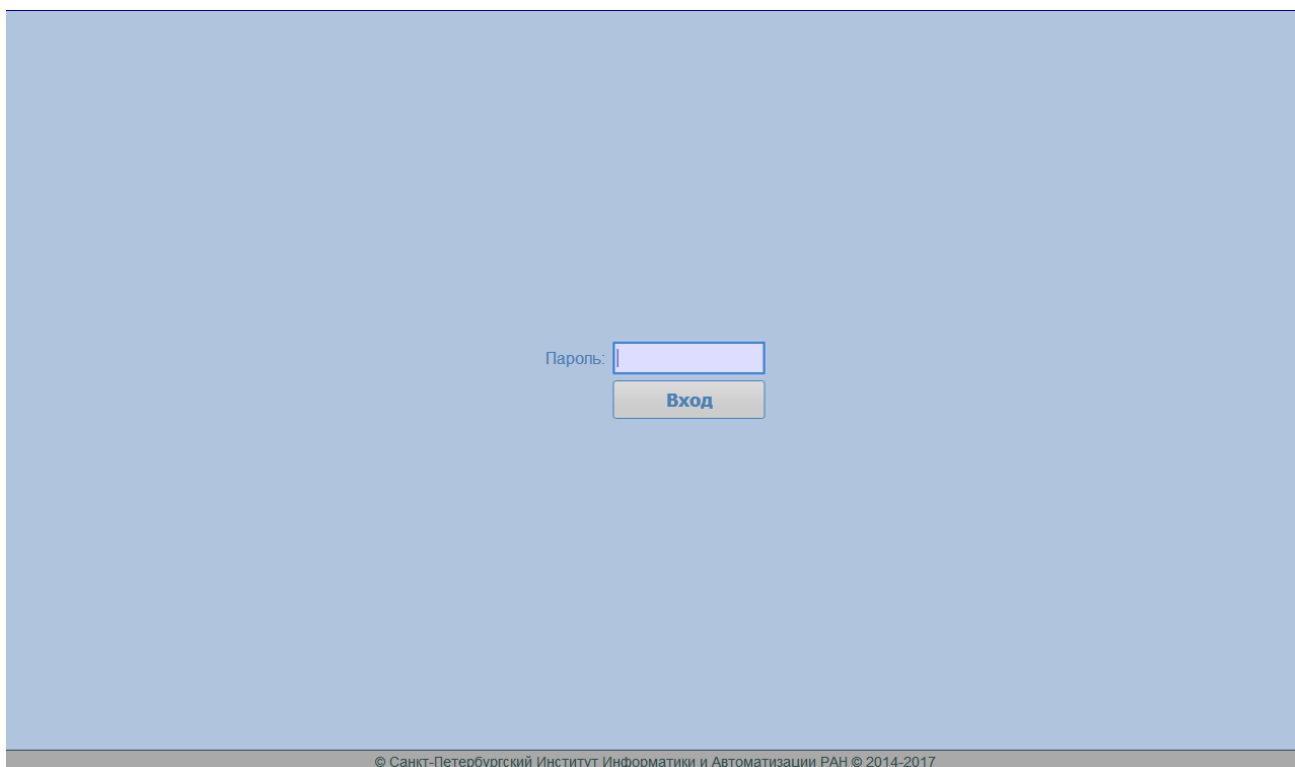 Пароль:
Вход
© Санкт-Петербургский Институт Информатики и Автоматизации РАН © 2014-2017